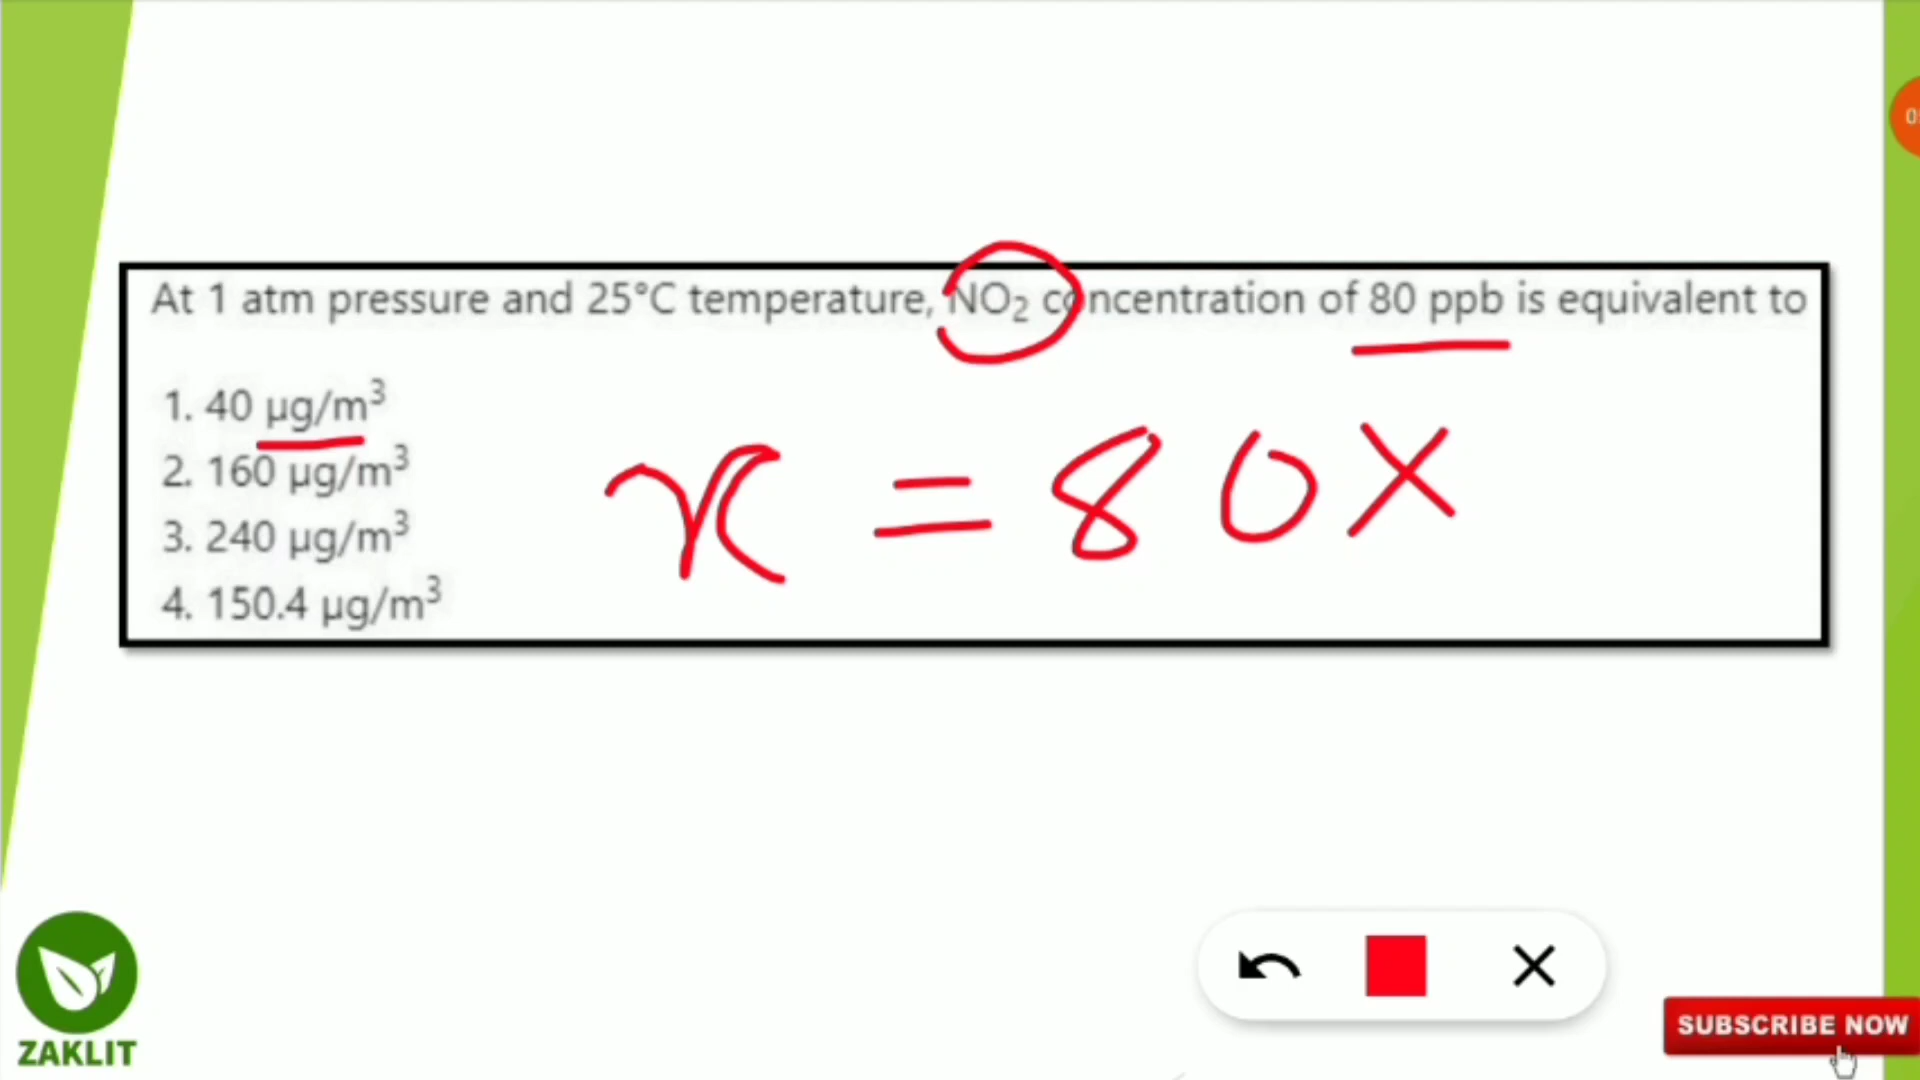 At 1 atm pressure and 25°C temperature, NO₂ concentration of 80 ppb is equivalent to
1. 40 µg/m³
2. 160 µg/m³
3. 240 µg/m³
4. 150.4 µg/m³
x = 80 X
ZAKLIT
SUBSCRIBE NOW